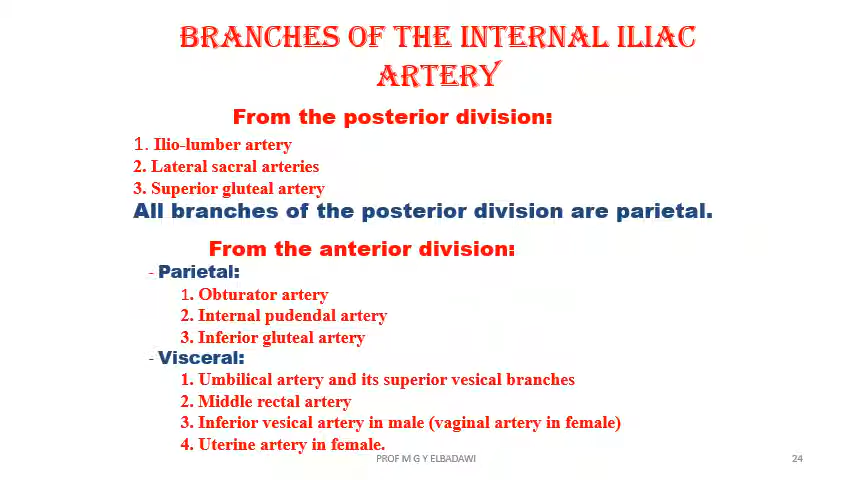 BRANCHES OF THE INTERNAL ILIAC
ARTERY
From the posterior division:
1. Ilio-lumber artery
2. Lateral sacral arteries
3. Superior gluteal artery
All branches of the posterior division are parietal.
From the anterior division:
- Parietal:
1. Obturator artery
2. Internal pudendal artery
3. Inferior gluteal artery
- Visceral:
1. Umbilical artery and its superior vesical branches
2. Middle rectal artery
3. Inferior vesical artery in male (vaginal artery in female)
4. Uterine artery in female.
PROF M G Y ELBADAWI
24